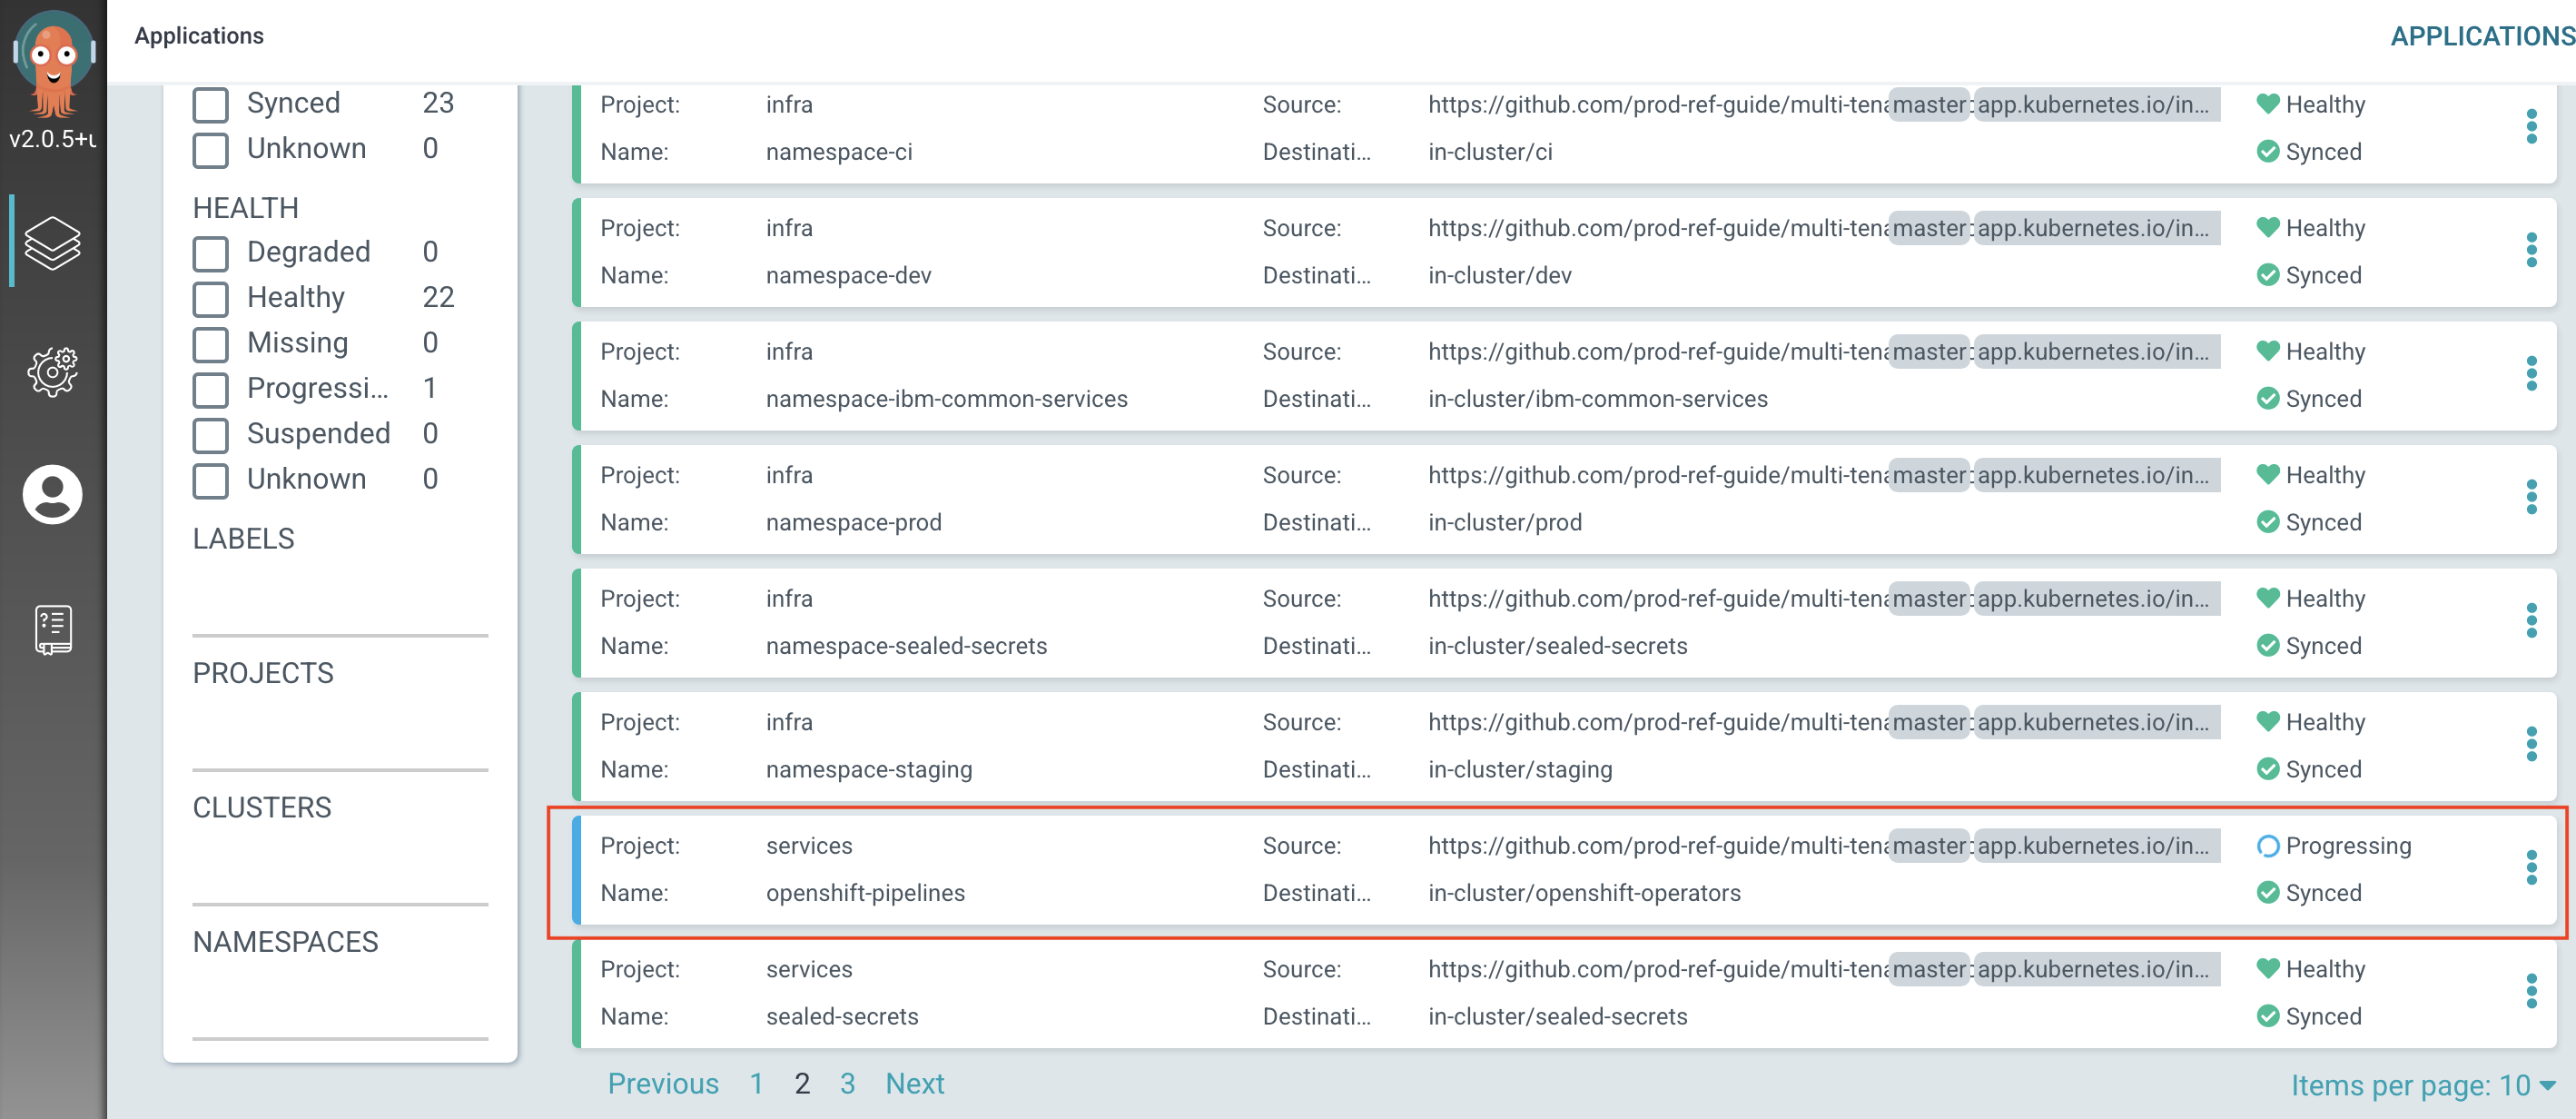 Applications
APPLICATIONS
v2.0.5+u
Synced 23
Unknown 0
HEALTH
Degraded 0
Healthy 22
Missing 0
Progressi... 1
Suspended 0
Unknown 0
LABELS
PROJECTS
CLUSTERS
NAMESPACES
Project: infra Source: https://github.com/prod-ref-guide/multi-tena master app.kubernetes.io/in... Healthy
Name: namespace-ci Destinati... in-cluster/ci Synced
Project: infra Source: https://github.com/prod-ref-guide/multi-tena master app.kubernetes.io/in... Healthy
Name: namespace-dev Destinati... in-cluster/dev Synced
Project: infra Source: https://github.com/prod-ref-guide/multi-tena master app.kubernetes.io/in... Healthy
Name: namespace-ibm-common-services Destinati... in-cluster/ibm-common-services Synced
Project: infra Source: https://github.com/prod-ref-guide/multi-tena master app.kubernetes.io/in... Healthy
Name: namespace-prod Destinati... in-cluster/prod Synced
Project: infra Source: https://github.com/prod-ref-guide/multi-tena master app.kubernetes.io/in... Healthy
Name: namespace-sealed-secrets Destinati... in-cluster/sealed-secrets Synced
Project: infra Source: https://github.com/prod-ref-guide/multi-tena master app.kubernetes.io/in... Healthy
Name: namespace-staging Destinati... in-cluster/staging Synced
Project: services Source: https://github.com/prod-ref-guide/multi-tena master app.kubernetes.io/in... Progressing
Name: openshift-pipelines Destinati... in-cluster/openshift-operators Synced
Project: services Source: https://github.com/prod-ref-guide/multi-tena master app.kubernetes.io/in... Healthy
Name: sealed-secrets Destinati... in-cluster/sealed-secrets Synced
Previous 1 2 3 Next
Items per page: 10